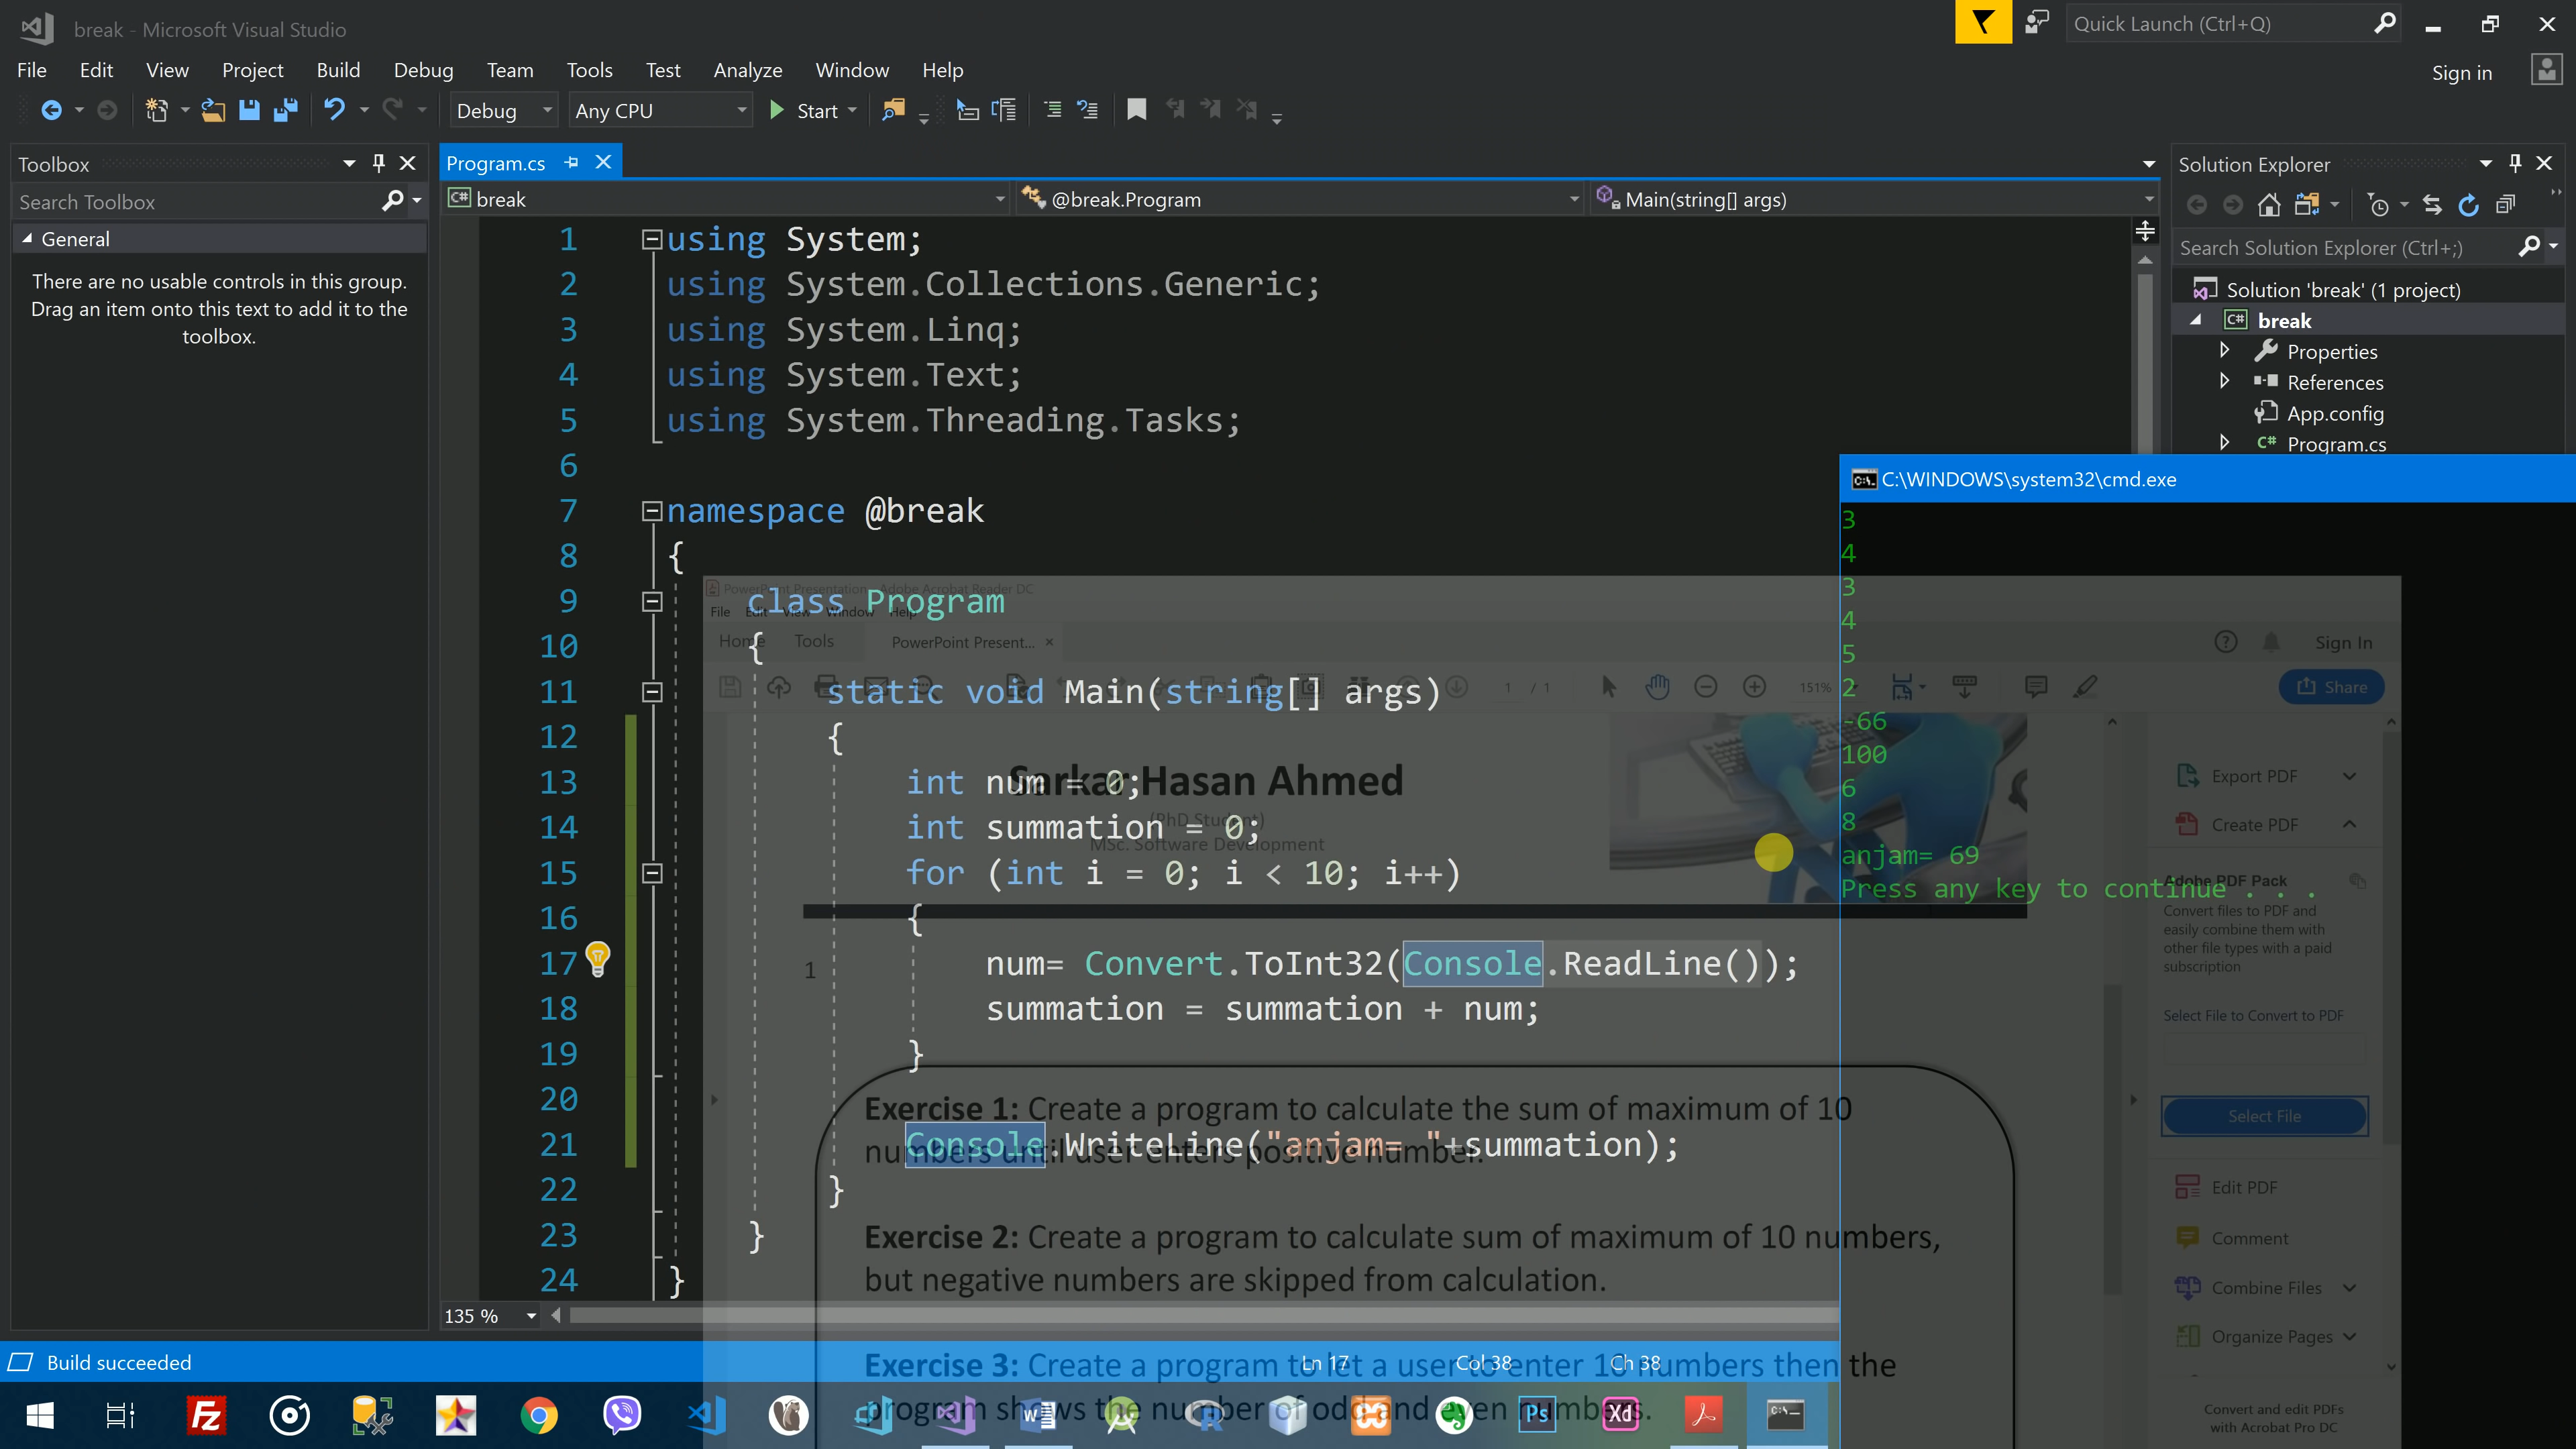 break - Microsoft Visual Studio
Quick Launch (Ctrl+Q)
File Edit View Project Build Debug Team Tools Test Analyze Window Help
Sign in
Debug Any CPU Start
Toolbox
Search Toolbox
General
There are no usable controls in this group.
Drag an item onto this text to add it to the
toolbox.
Program.cs
break @break.Program Main(string[] args)
1 using System;
2 using System.Collections.Generic;
3 using System.Linq;
4 using System.Text;
5 using System.Threading.Tasks;
6
7 namespace @break
8 {
9 class Program
10 {
11 static void Main(string[] args)
12 {
13 int num = 0;
14 int summation = 0;
15 for (int i = 0; i < 10; i++)
16 {
17 num= Convert.ToInt32(Console.ReadLine());
18 summation = summation + num;
19 }
20
21 Console.WriteLine("anjam= "+summation);
22 }
23 }
24 }
135 %
Build succeeded
Ln 17 Col 38 Ch 38
Solution Explorer
Search Solution Explorer (Ctrl+;)
Solution 'break' (1 project)
C# break
Properties
References
App.config
C# Program.cs
C:\WINDOWS\system32\cmd.exe
3
4
3
4
5
2
-66
100
6
8
anjam= 69
Press any key to continue . . .
PowerPoint Presentation - Adobe Acrobat Reader DC
File Edit View Window Help
Home Tools PowerPoint Present... ×
Sign In
1 / 1
151%
Share
Sarkar Hasan Ahmed
(PhD Student)
MSc. Software Development
1
Exercise 1: Create a program to calculate the sum of maximum of 10
numbers until user enters positive number.
Exercise 2: Create a program to calculate sum of maximum of 10 numbers,
but negative numbers are skipped from calculation.
Exercise 3: Create a program to let a user to enter 10 numbers then the
program shows the number of odd and even numbers.
Export PDF
Create PDF
Adobe PDF Pack
Convert files to PDF and
easily combine them with
other file types with a paid
subscription
Select File to Convert to PDF
Select File
Edit PDF
Comment
Combine Files
Organize Pages
Convert and edit PDFs
with Acrobat Pro DC
Fz
W
R
Ps
Xd